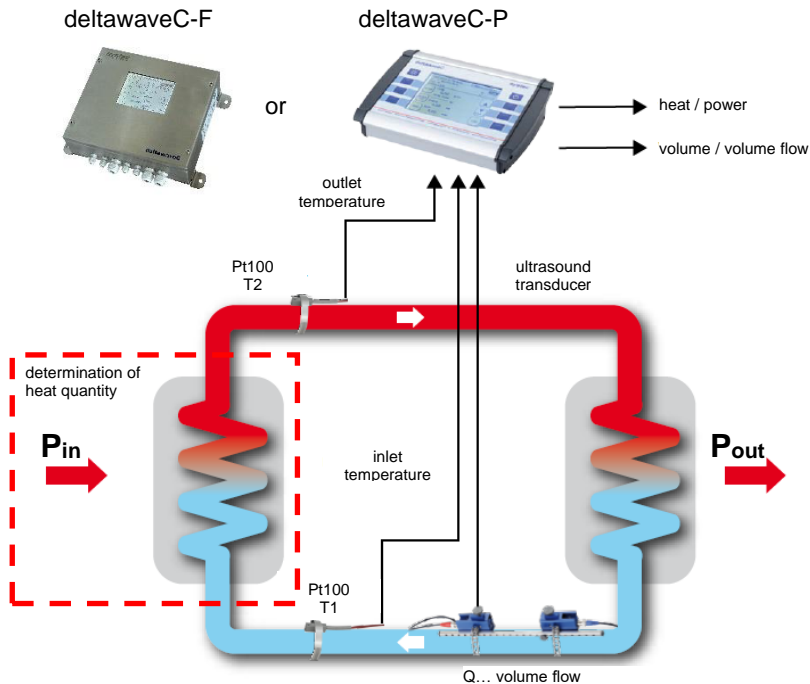 deltawaveC-F
deltawaveC-P
or
heat / power
volume / volume flow
outlet
temperature
Pt100
T2
ultrasound
transducer
determination of
heat quantity
Pin
inlet
temperature
Pout
Pt100
T1
Q... volume flow
deltawaveC